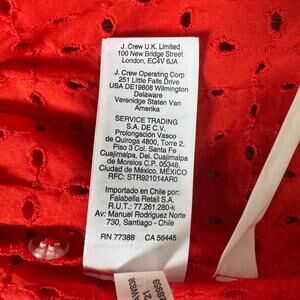 J. Crew U.K. Limited
100 New Bridge Street
London, EC4V 6JA
J. Crew Operating Corp
251 Little Falls Drive
USA DE19808 Wilmington
Delaware
Verenidge Staten Van
Amerika
SERVICE TRADING
S.A. DE C.V.
Prolongación Vasco
de Quiroga 4800, Torre 2,
Piso 3, Col. Santa Fe
Cuajimalpa, Del. Cuajimalpa
de Morelos C.P. 05348,
Ciudad de México, MÉXICO
RFC: STR921014AR0
Importado en Chile por:
Falabella Retail S.A.
R.U.T.: 77.261.280-k
Av: Manuel Rodriguez Norte
730, Santiago - Chile
RN 77388 CA 56445